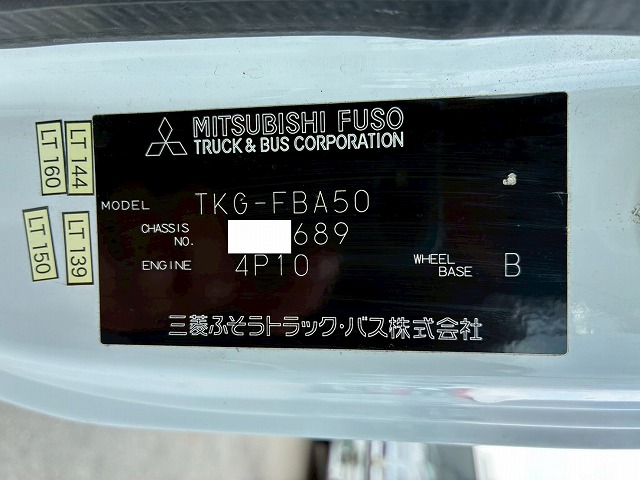 MITSUBISHI FUSO
TRUCK & BUS CORPORATION
MODEL TKG-FBA50
CHASSIS NO. 689
ENGINE 4P10 WHEEL BASE B
三菱ふそうトラック・バス株式会社
LT 160
LT 144
LT 150
LT 139